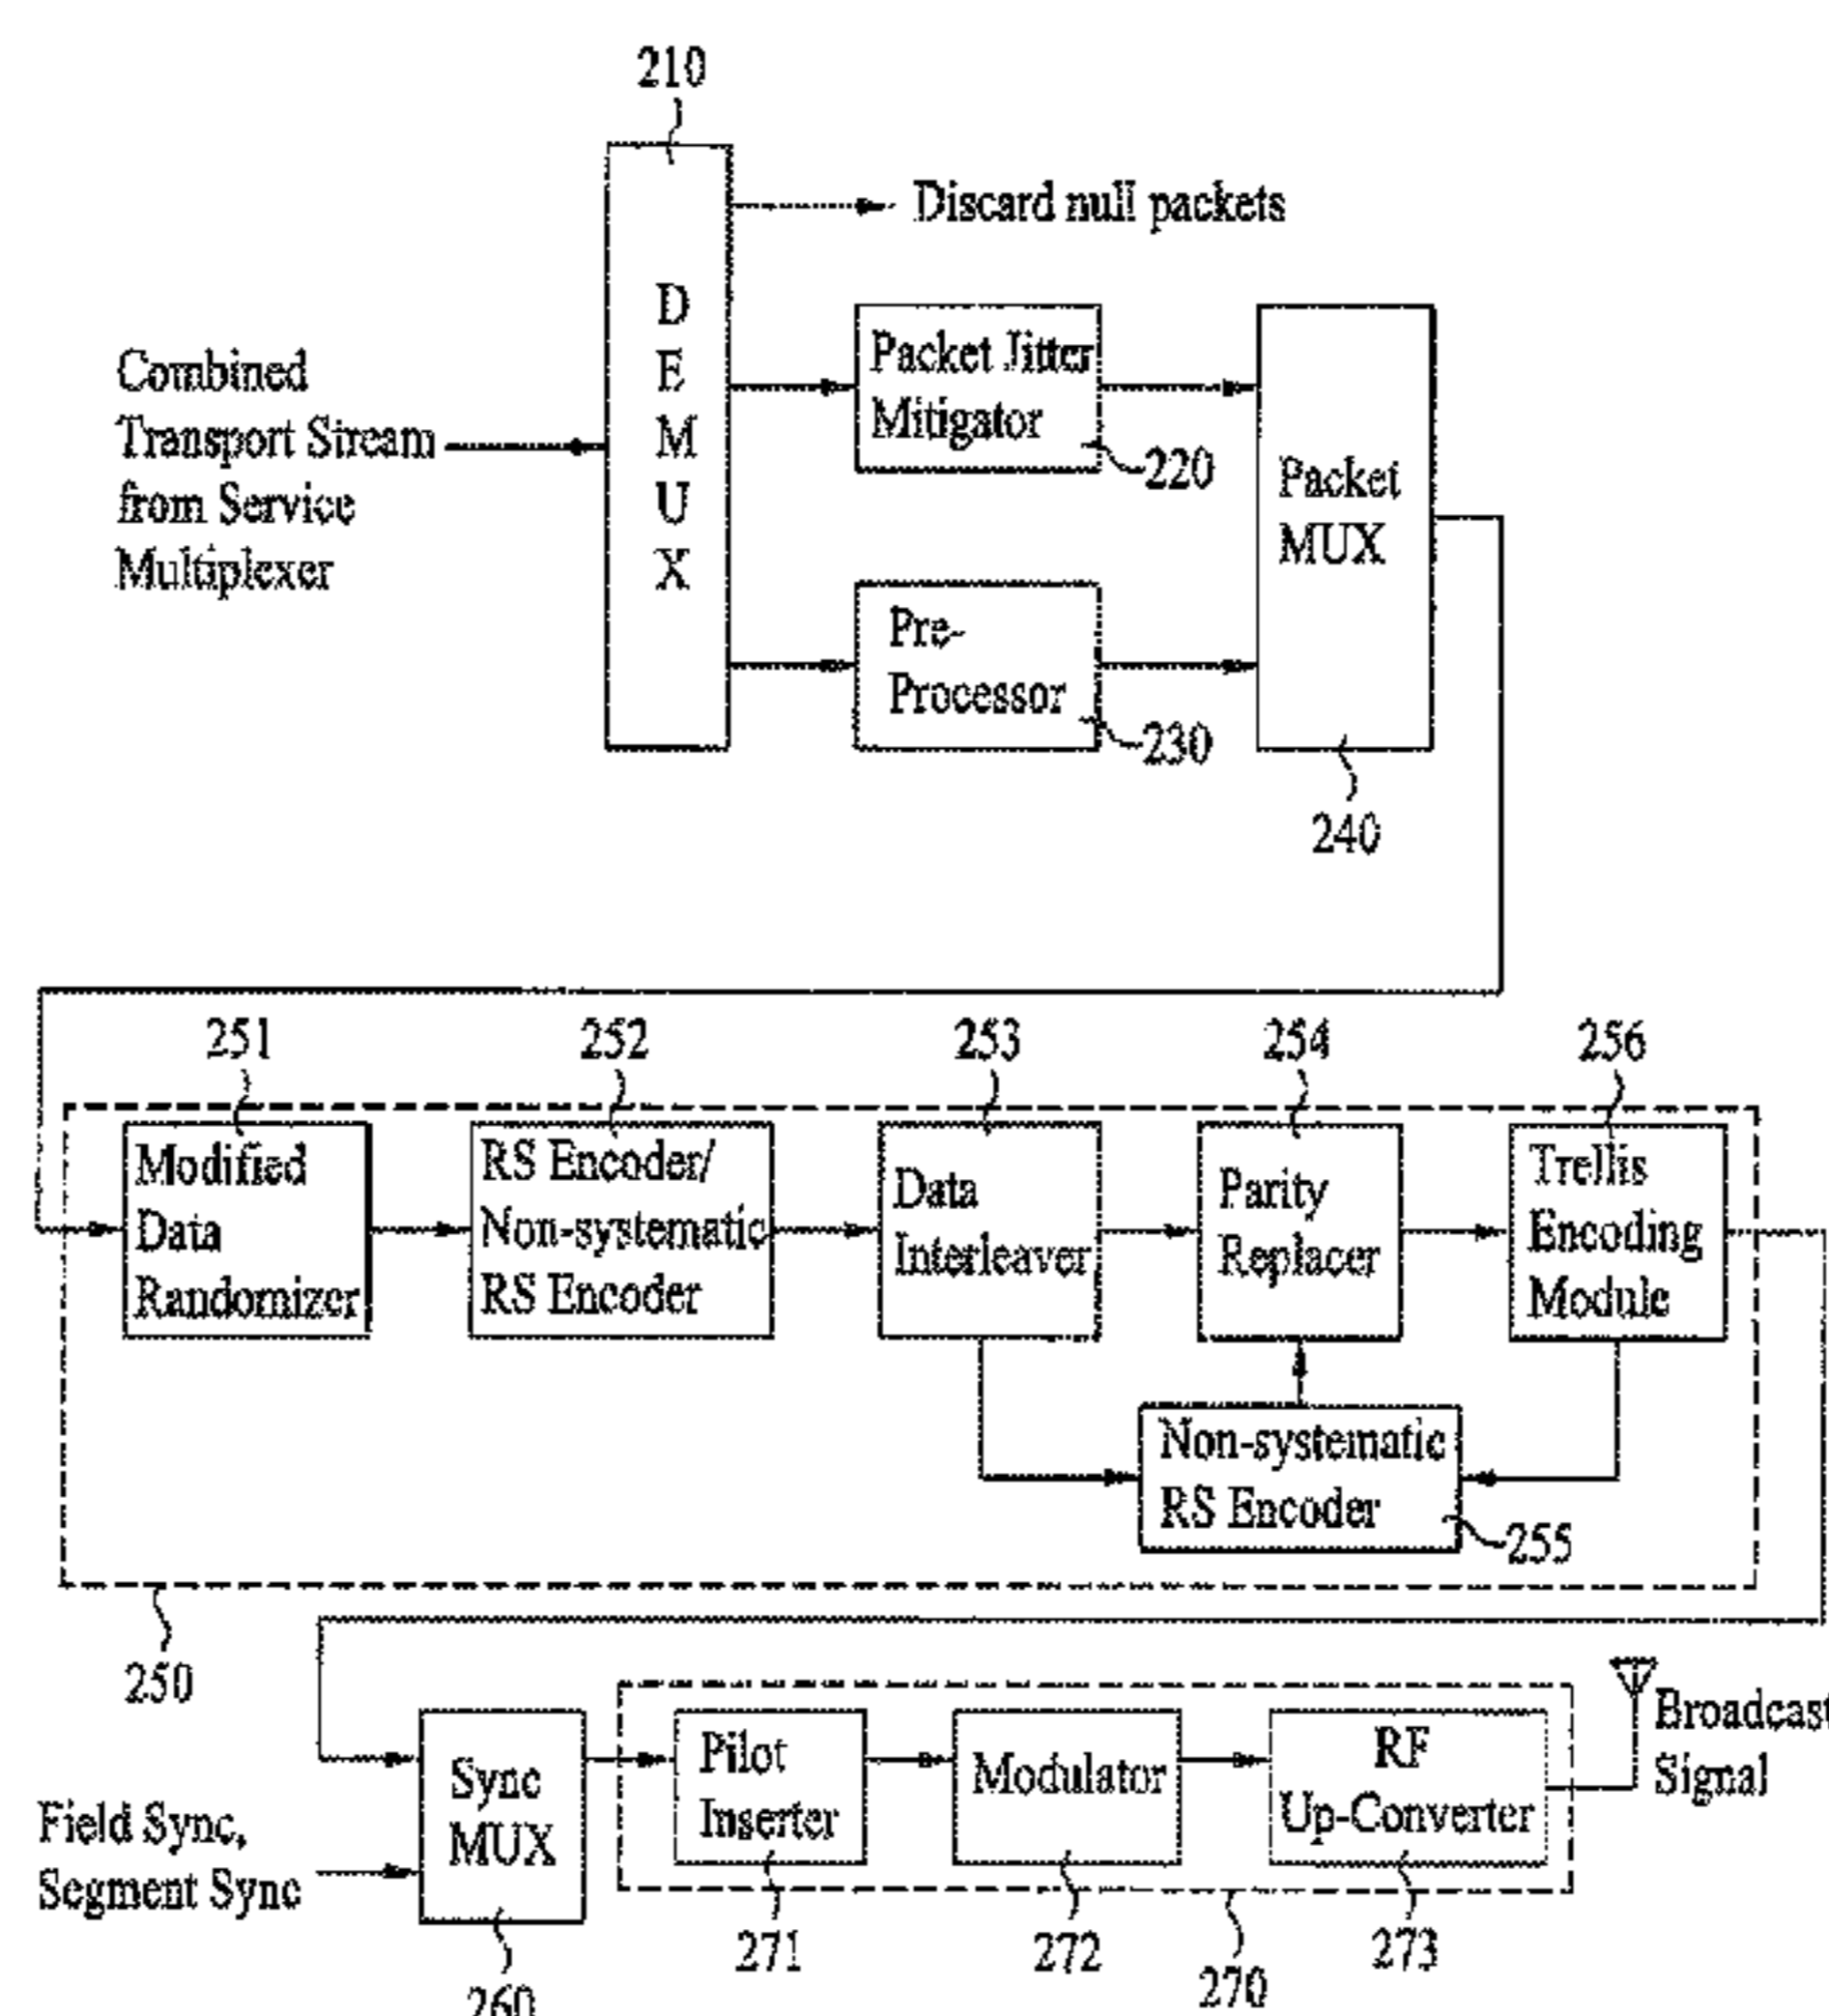 210
Discard null packets
D
E
M
U
X
Combined
Transport Stream
from Service
Multiplexer
Packet Jitter
Mitigator
220
Pre-
Processor
230
Packet
MUX
240
251
252
253
254
256
Modified
Data
Randomizer
RS Encoder/
Non-systematic
RS Encoder
Data
Interleaver
Parity
Replacer
Trellis
Encoding
Module
Non-systematic
RS Encoder
255
250
Field Sync,
Segment Sync
Sync
MUX
260
Pilot
Inserter
271
Modulator
272
RF
Up-Converter
273
270
Broadcast
Signal